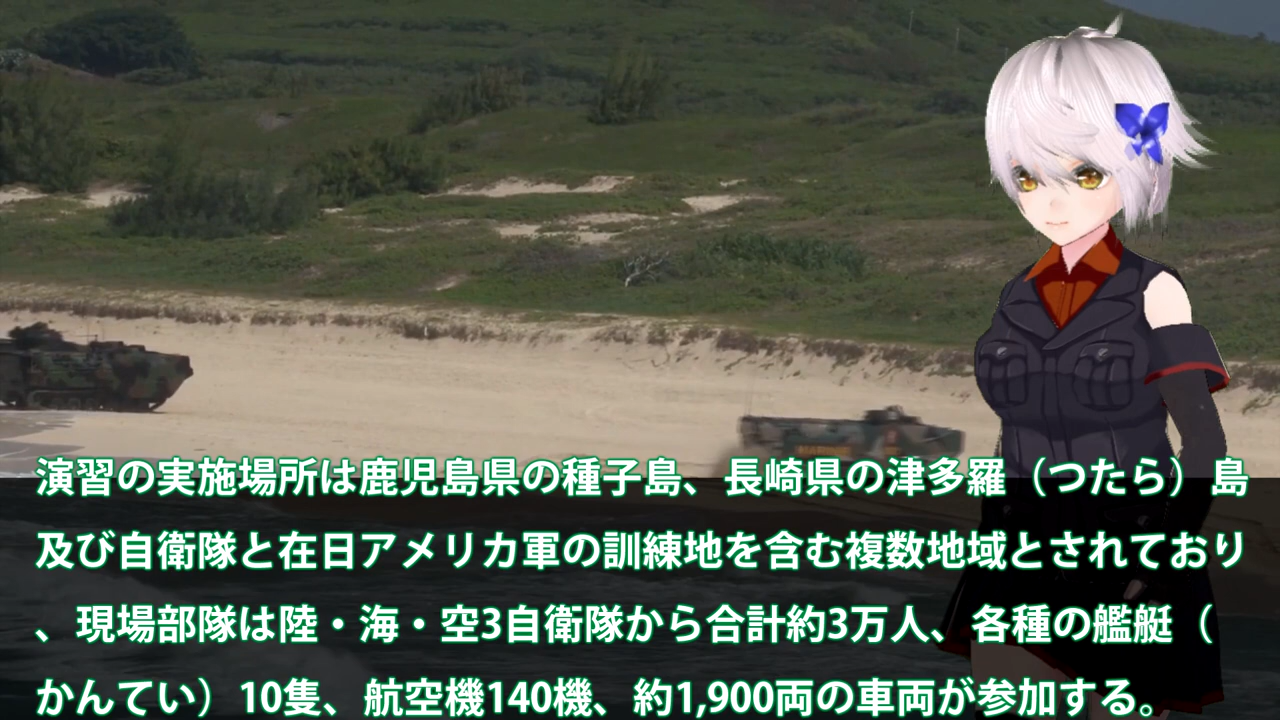 演習の実施場所は鹿児島県の種子島、長崎県の津多羅（つたら）島
及び自衛隊と在日アメリカ軍の訓練地を含む複数地域とされており
、現場部隊は陸・海・空3自衛隊から合計約3万人、各種の艦艇（
かんてい）10隻、航空機140機、約1,900両の車両が参加する。